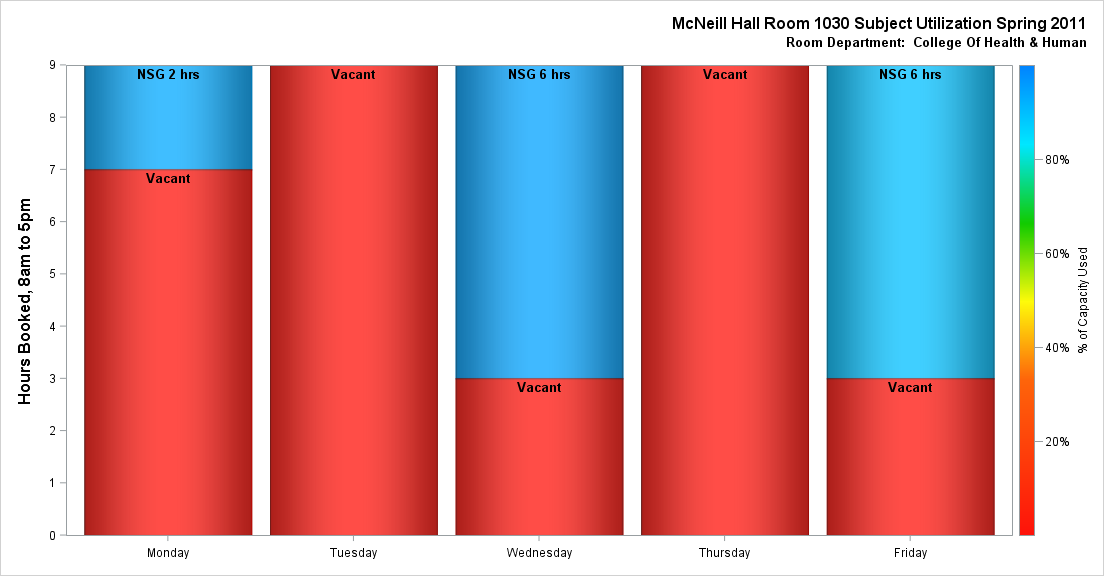 McNeill Hall Room 1030 Subject Utilization Spring 2011
Room Department:  College Of Health & Human
Hours Booked, 8am to 5pm
9
8
7
6
5
4
3
2
1
0
NSG 2 hrs
Vacant
Vacant
NSG 6 hrs
Vacant
Vacant
NSG 6 hrs
Vacant
Monday
Tuesday
Wednesday
Thursday
Friday
80%
60%
40%
20%
% of Capacity Used